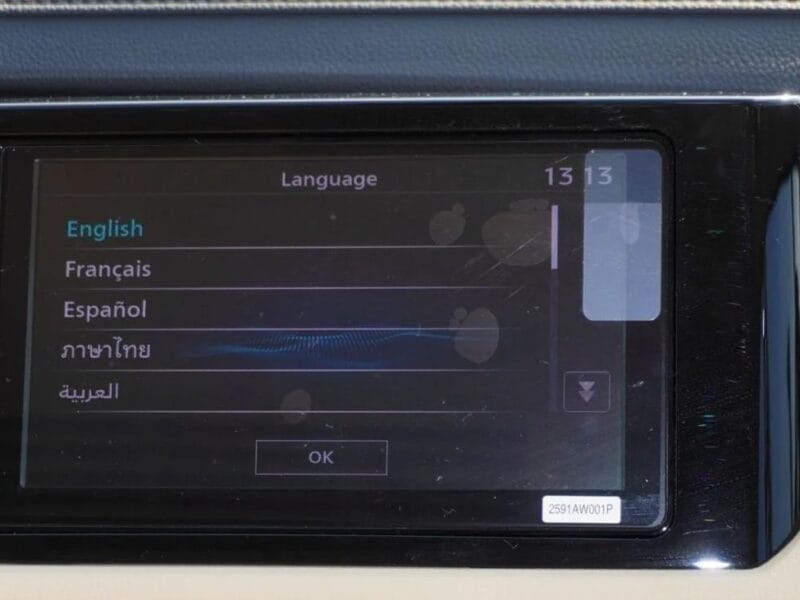 Language
13 13
English
Français
Español
ภาษาไทย
العربية
OK
2591AW001P